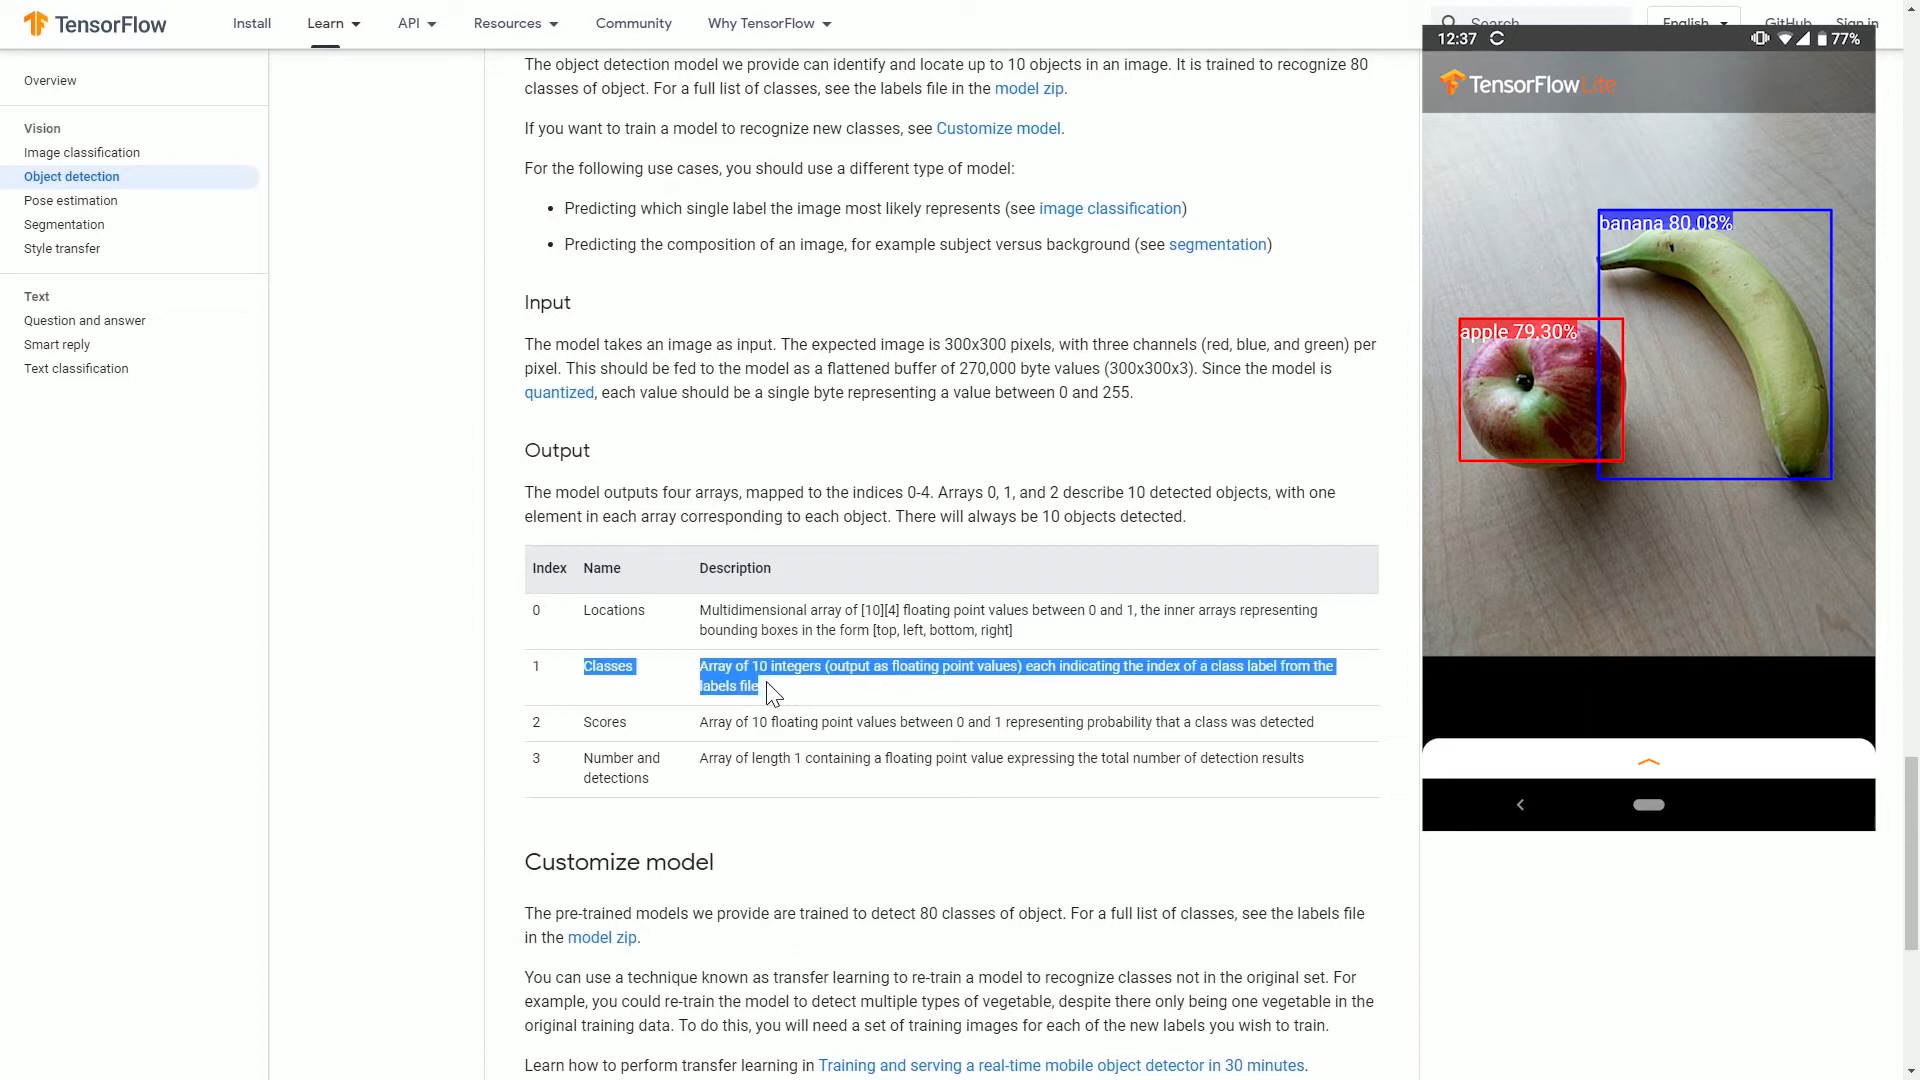 TensorFlow
Install
Learn
API
Resources
Community
Why TensorFlow
Search
English
GitHub
Sign in
Overview
Vision
Image classification
Object detection
Pose estimation
Segmentation
Style transfer
Text
Question and answer
Smart reply
Text classification
The object detection model we provide can identify and locate up to 10 objects in an image. It is trained to recognize 80
classes of object. For a full list of classes, see the labels file in the model zip.
If you want to train a model to recognize new classes, see Customize model.
For the following use cases, you should use a different type of model:
• Predicting which single label the image most likely represents (see image classification)
• Predicting the composition of an image, for example subject versus background (see segmentation)
Input
The model takes an image as input. The expected image is 300x300 pixels, with three channels (red, blue, and green) per
pixel. This should be fed to the model as a flattened buffer of 270,000 byte values (300x300x3). Since the model is
quantized, each value should be a single byte representing a value between 0 and 255.
Output
The model outputs four arrays, mapped to the indices 0-4. Arrays 0, 1, and 2 describe 10 detected objects, with one
element in each array corresponding to each object. There will always be 10 objects detected.
Index Name Description
0 Locations Multidimensional array of [10][4] floating point values between 0 and 1, the inner arrays representing
bounding boxes in the form [top, left, bottom, right]
1 Classes Array of 10 integers (output as floating point values) each indicating the index of a class label from the
labels file
2 Scores Array of 10 floating point values between 0 and 1 representing probability that a class was detected
3 Number and Array of length 1 containing a floating point value expressing the total number of detection results
detections
Customize model
The pre-trained models we provide are trained to detect 80 classes of object. For a full list of classes, see the labels file
in the model zip.
You can use a technique known as transfer learning to re-train a model to recognize classes not in the original set. For
example, you could re-train the model to detect multiple types of vegetable, despite there only being one vegetable in the
original training data. To do this, you will need a set of training images for each of the new labels you wish to train.
Learn how to perform transfer learning in Training and serving a real-time mobile object detector in 30 minutes.
12:37
77%
TensorFlow Lite
banana 80.08%
apple 79.30%